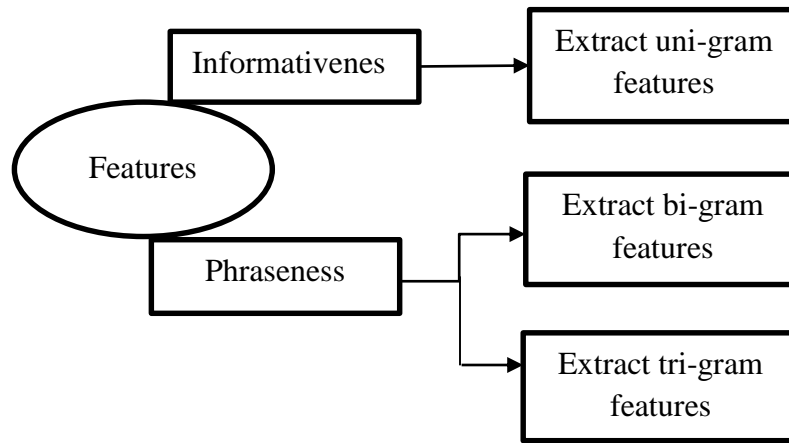 Informativenes
Extract uni-gram
features
Features
Phraseness
Extract bi-gram
features
Extract tri-gram
features